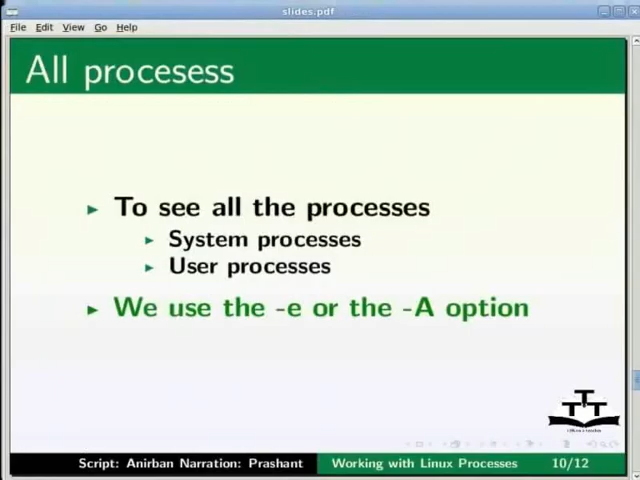 slides.pdf
File Edit View Go Help
All procesess
To see all the processes
System processes
User processes
We use the -e or the -A option
TTT
Script: Anirban Narration: Prashant Working with Linux Processes 10/12